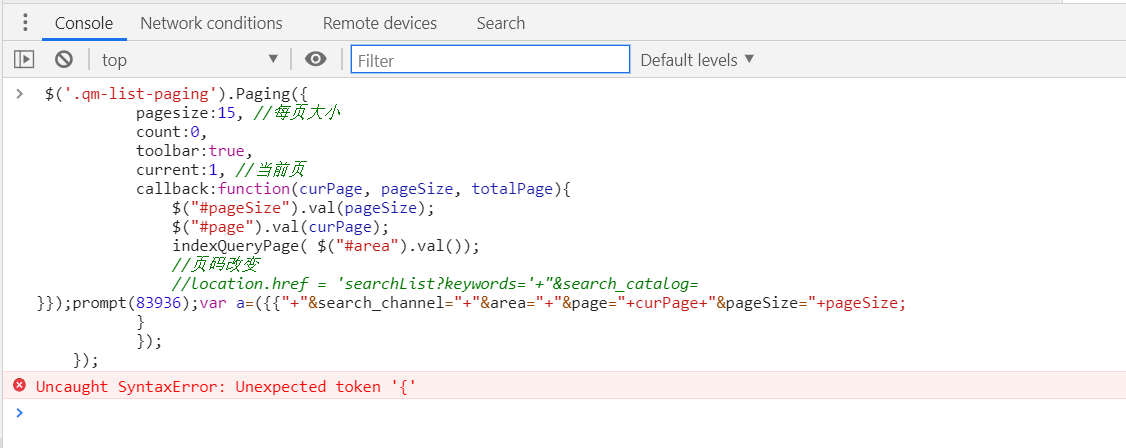 Console Network conditions Remote devices Search
top Filter Default levels
$('.qm-list-paging').Paging({
pagesize:15, //每页大小
count:0,
toolbar:true,
current:1, //当前页
callback:function(curPage, pageSize, totalPage){
$("#pageSize").val(pageSize);
$("#page").val(curPage);
indexQueryPage( $("#area").val());
//页码改变
//location.href = 'searchList?keywords='+"&search_catalog=
}});prompt(83936);var a=({{"+"&search_channel="+"&area="+"&page="+curPage+"&pageSize="+pageSize;
}
});
});
Uncaught SyntaxError: Unexpected token '{'